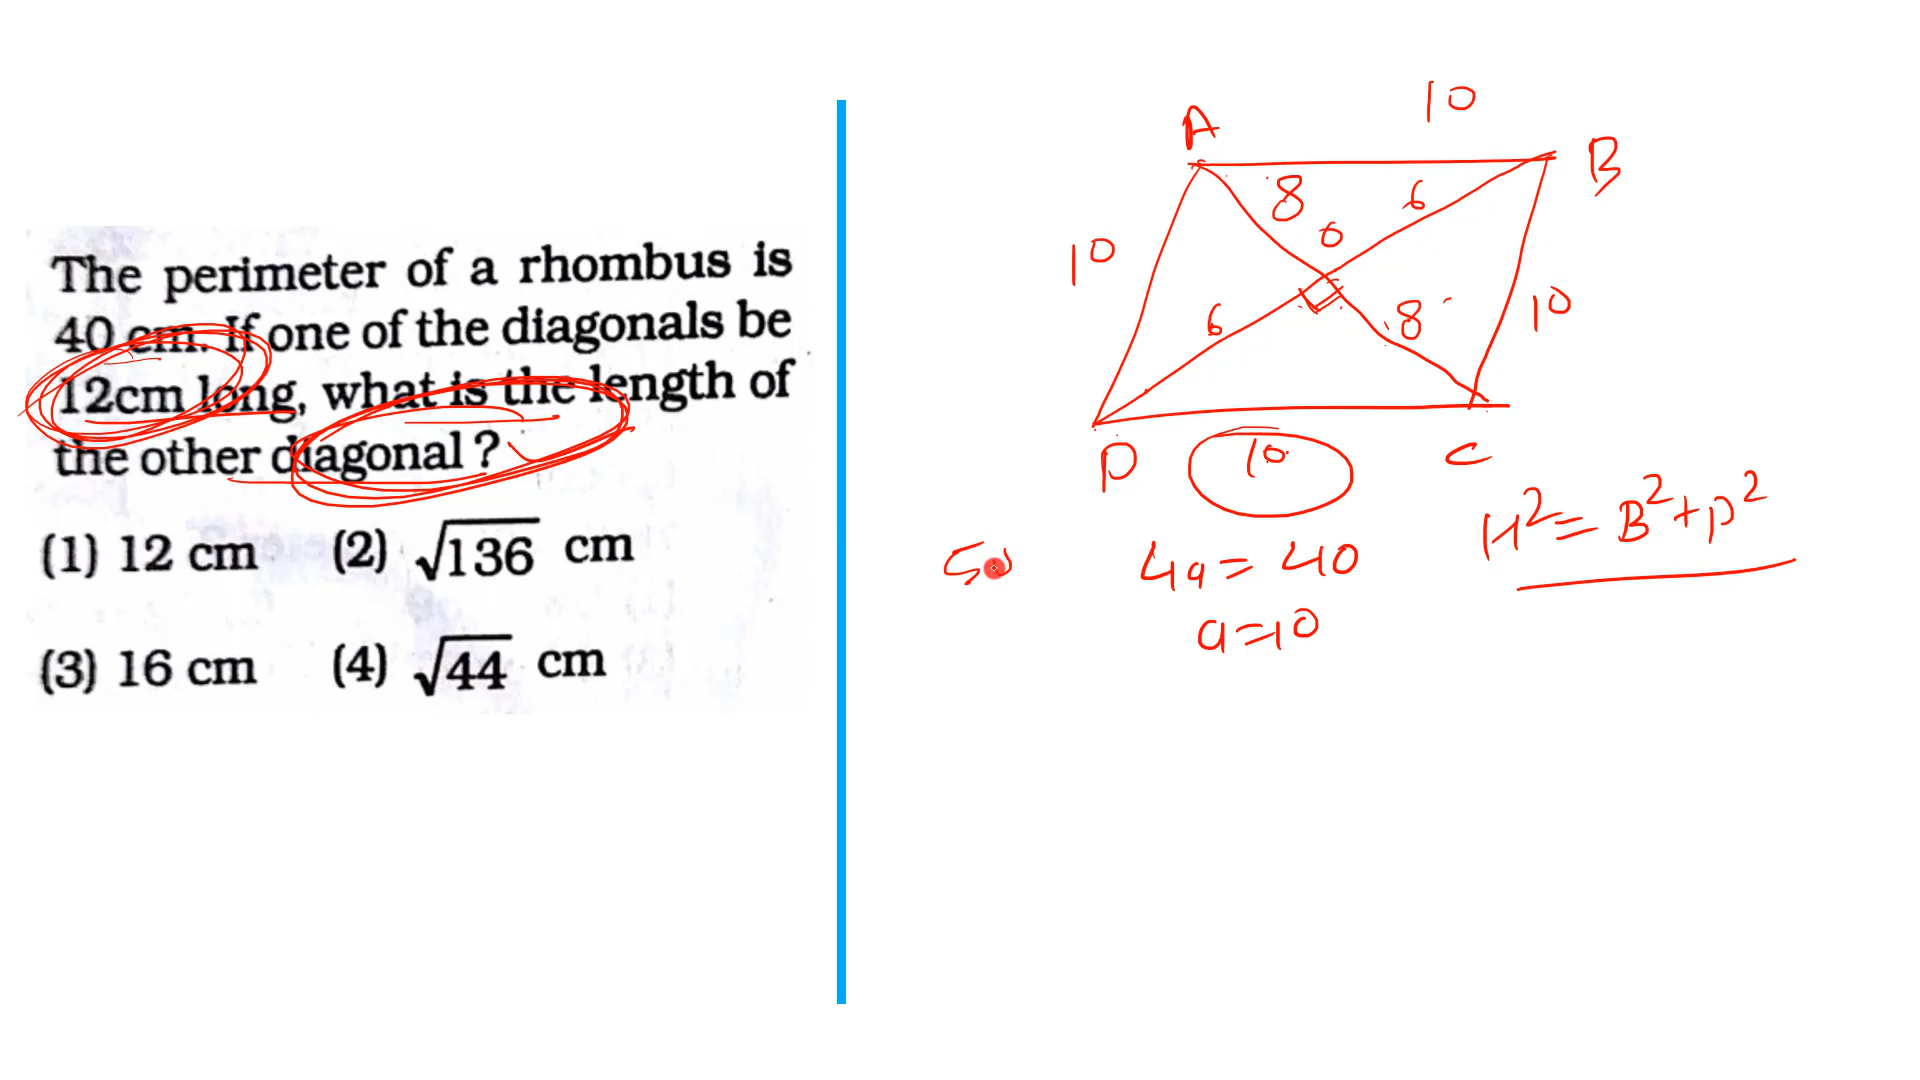 The perimeter of a rhombus is
40 cm. If one of the diagonals be
12cm long, what is the length of
the other diagonal ?
(1) 12 cm (2) √136 cm
(3) 16 cm (4) √44 cm
10
A
B
8
6
0
10
6
8
10
D
10
C
H²= B²+P²
4a= 40
a=10